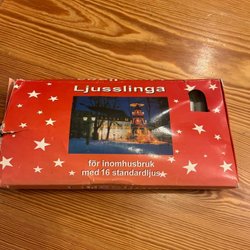 Ljusslinga
för inomhusbruk
med 16 standardljus